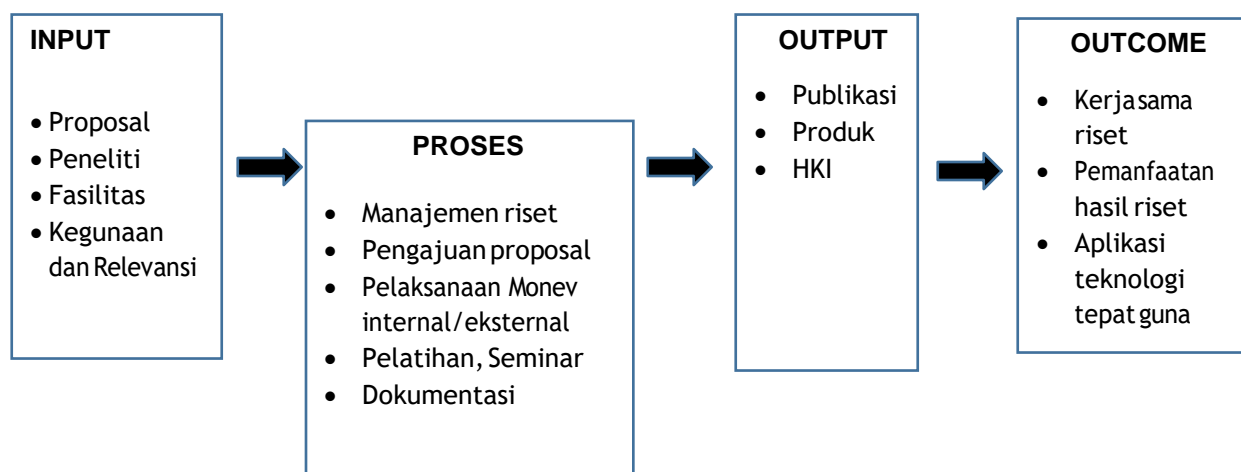 INPUT
• Proposal
• Peneliti
• Fasilitas
• Kegunaan
dan Relevansi
PROSES
• Manajemen riset
• Pengajuan proposal
• Pelaksanaan Monev
internal/eksternal
• Pelatihan, Seminar
• Dokumentasi
OUTPUT
• Publikasi
• Produk
• HKI
OUTCOME
• Kerjasama
riset
• Pemanfaatan
hasil riset
• Aplikasi
teknologi
tepat guna